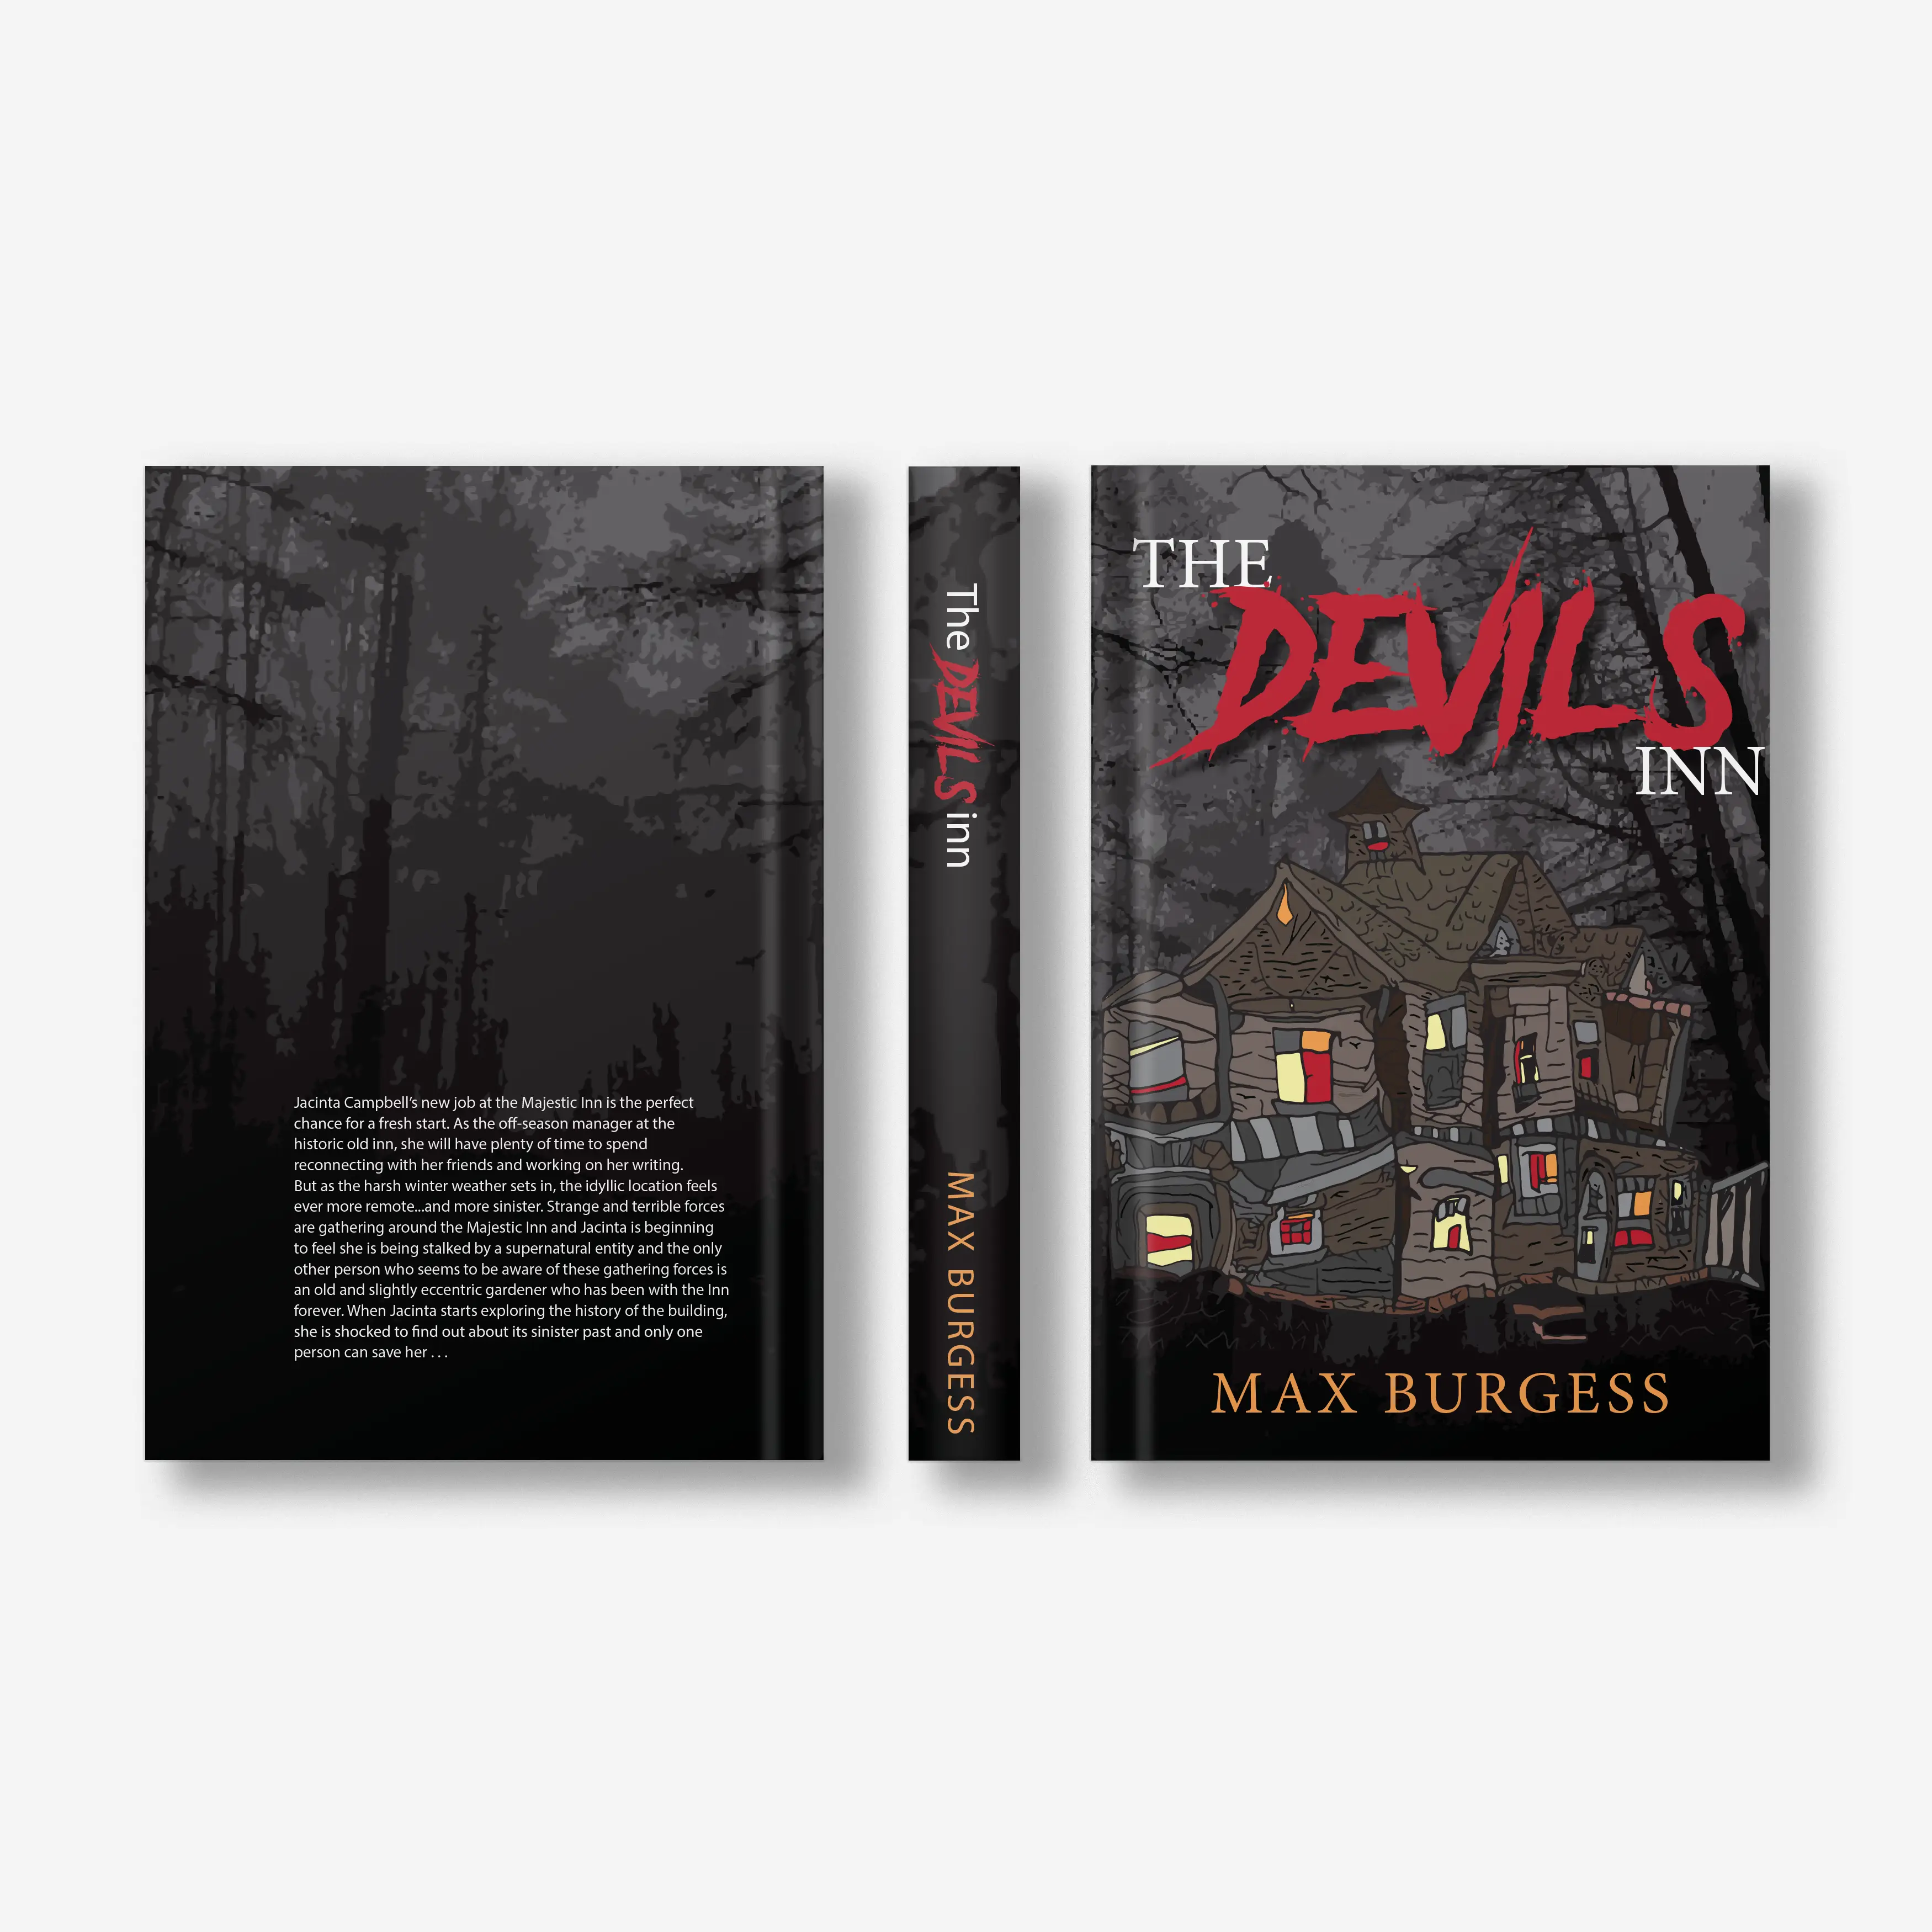 Jacinta Campbell’s new job at the Majestic Inn is the perfect
chance for a fresh start. As the off-season manager at the
historic old inn, she will have plenty of time to spend
reconnecting with her friends and working on her writing.
But as the harsh winter weather sets in, the idyllic location feels
ever more remote...and more sinister. Strange and terrible forces
are gathering around the Majestic Inn and Jacinta is beginning
to feel she is being stalked by a supernatural entity and the only
other person who seems to be aware of these gathering forces is
an old and slightly eccentric gardener who has been with the Inn
forever. When Jacinta starts exploring the history of the building,
she is shocked to find out about its sinister past and only one
person can save her . . .
The DEVILS inn
MAX BURGESS
THE
DEVILS
INN
MAX BURGESS